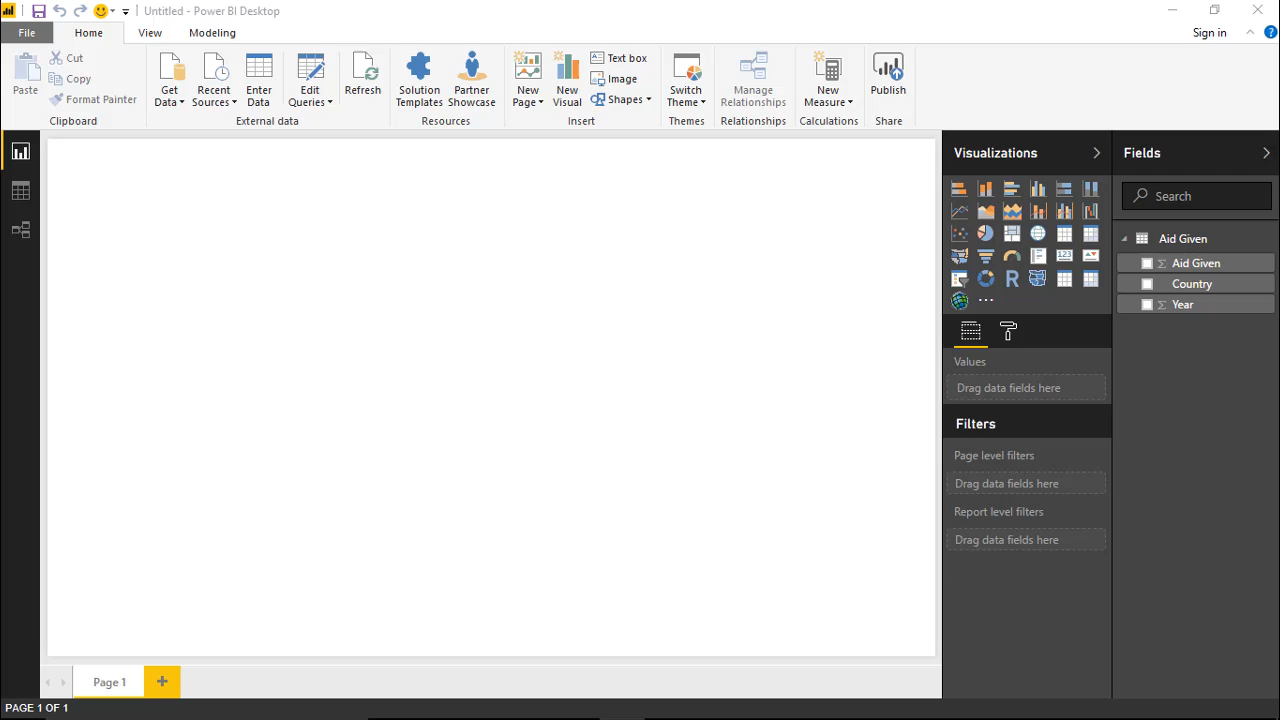 Untitled - Power BI Desktop
File Home View Modeling Sign in
Paste
Cut
Copy
Format Painter
Clipboard
Get Data
Recent Sources
Enter Data
Edit Queries
Refresh
External data
Solution Templates
Partner Showcase
Resources
New Page
New Visual
Text box
Image
Shapes
Insert
Switch Theme
Themes
Manage Relationships
Relationships
New Measure
Calculations
Publish
Share
Visualizations
R
123
Values
Drag data fields here
Filters
Page level filters
Drag data fields here
Report level filters
Drag data fields here
Fields
Search
Aid Given
Σ Aid Given
Country
Σ Year
Page 1
PAGE 1 OF 1